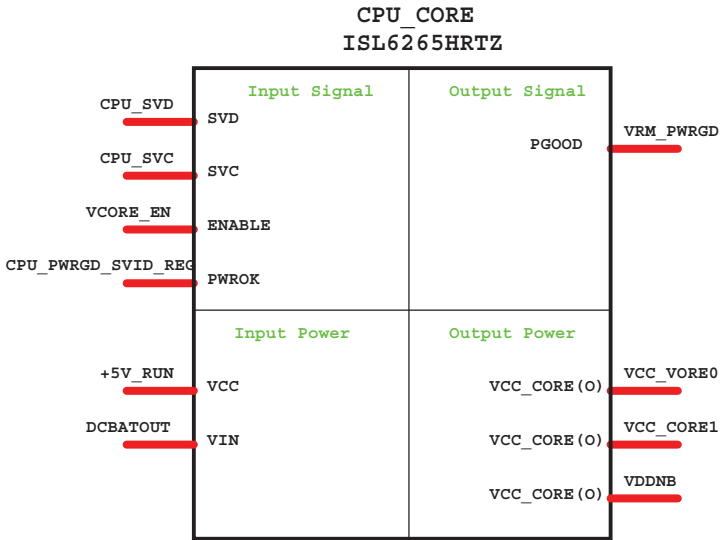 CPU_CORE
ISL6265HRTZ
Input Signal
Output Signal
CPU_SVD
SVD
VRM_PWRGD
PGOOD
CPU_SVC
SVC
VCORE_EN
ENABLE
CPU_PWRGD_SVID_REG
PWROK
Input Power
Output Power
+5V_RUN
VCC
VCC_CORE(O)
VCC_VORE0
DCBATOUT
VIN
VCC_CORE(O)
VCC_CORE1
VCC_CORE(O)
VDDNB